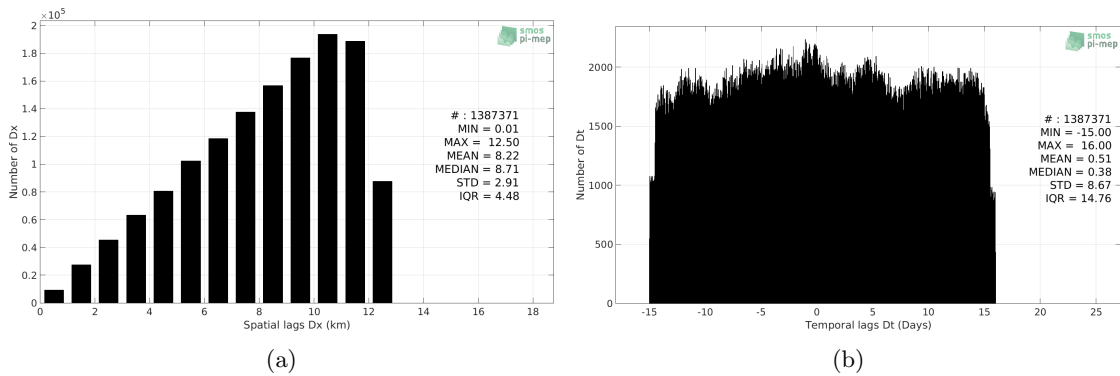 ×10⁵
2
1.8
1.6
1.4
1.2
1
0.8
0.6
0.4
0.2
0
0 2 4 6 8 10 12 14 16 18
Number of Dx
Spatial lags Dx (km)
smos
pi-mep
# : 1387371
MIN = 0.01
MAX = 12.50
MEAN = 8.22
MEDIAN = 8.71
STD = 2.91
IQR = 4.48
(a)
2000
1500
1000
500
0
-15 -10 -5 0 5 10 15 20 25
Number of Dt
Temporal lags Dt (Days)
smos
pi-mep
# : 1387371
MIN = -15.00
MAX = 16.00
MEAN = 0.51
MEDIAN = 0.38
STD = 8.67
IQR = 14.76
(b)